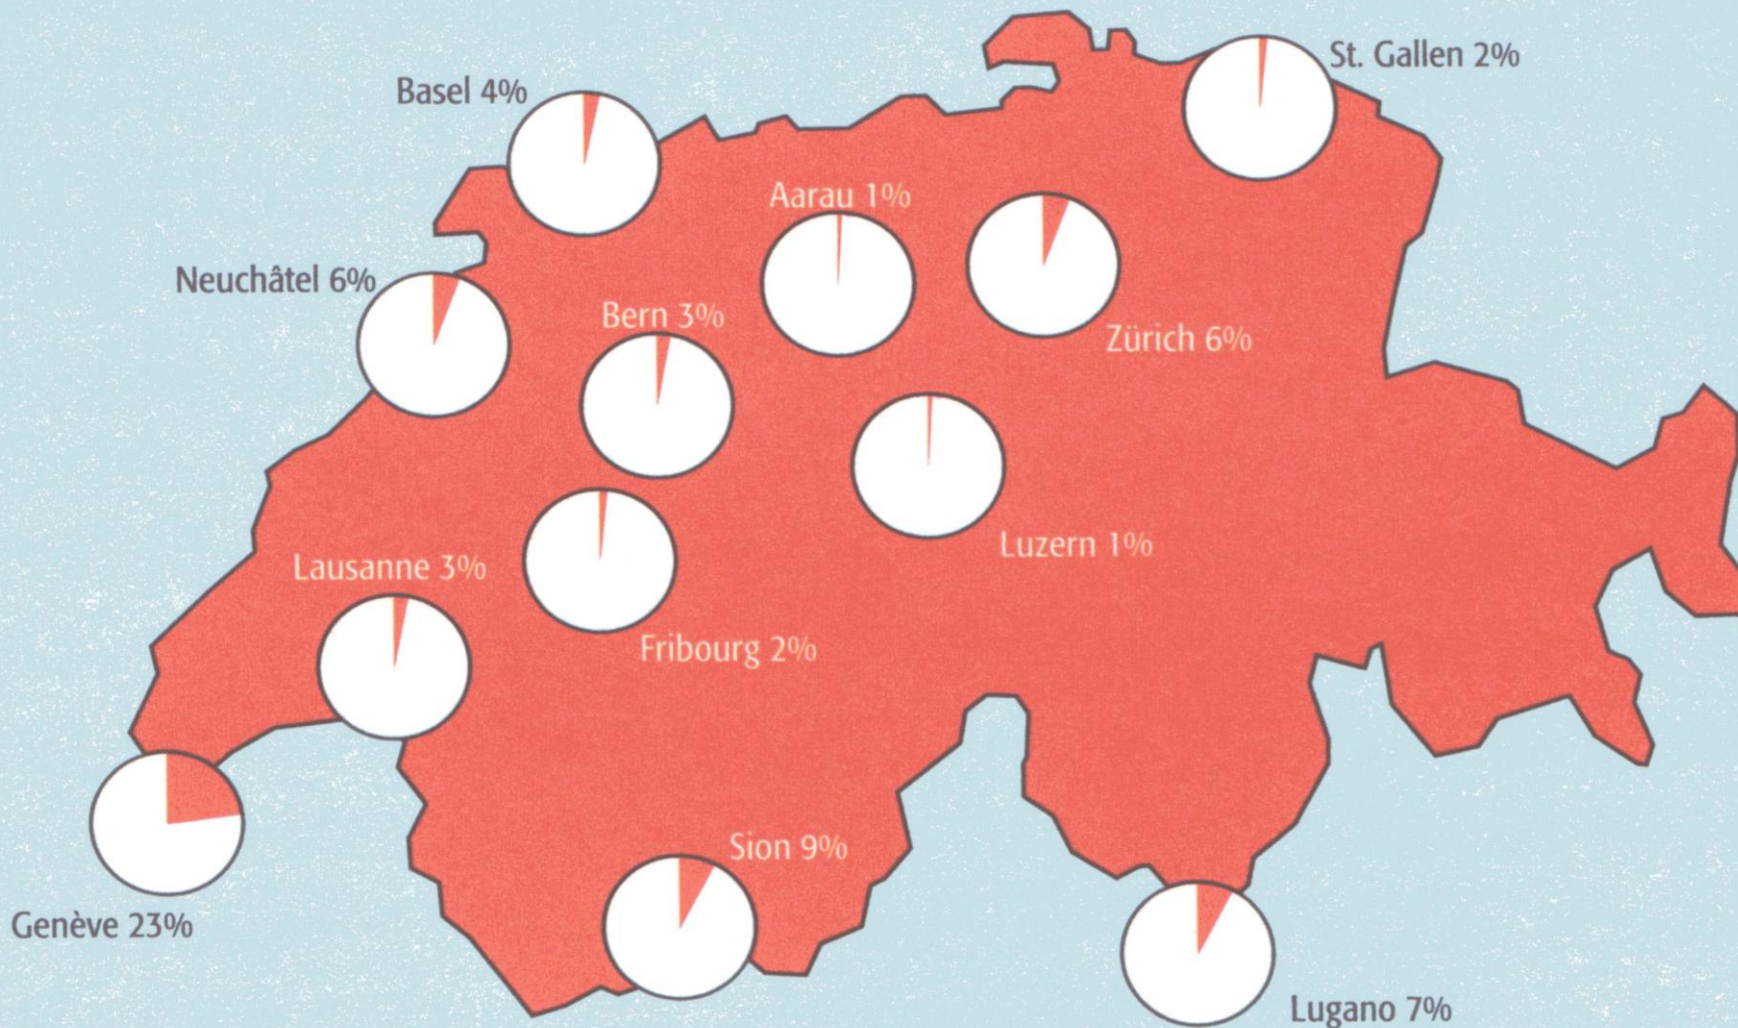 St. Gallen 2%
Basel 4%
Aarau 1%
Neuchâtel 6%
Bern 3%
Zürich 6%
Luzern 1%
Lausanne 3%
Fribourg 2%
Sion 9%
Genève 23%
Lugano 7%